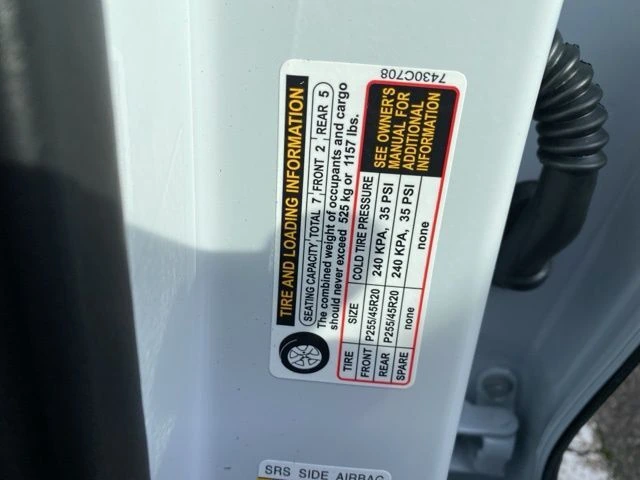 7430C708
TIRE AND LOADING INFORMATION
SEATING CAPACITY TOTAL 7 FRONT 2 REAR 5
The combined weight of occupants and cargo
should never exceed 525 kg or 1157 lbs.
TIRE SIZE COLD TIRE PRESSURE
FRONT P255/45R20 240 KPA, 35 PSI
REAR P255/45R20 240 KPA, 35 PSI
SPARE none none
SEE OWNER'S
MANUAL FOR
ADDITIONAL
INFORMATION
SRS SIDE AIRBAG